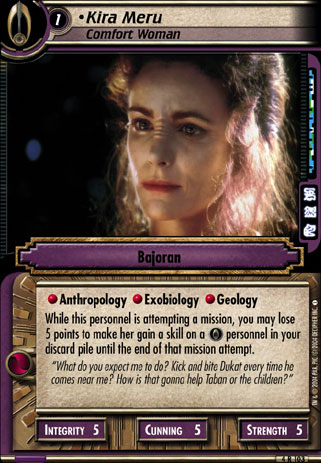 1
•Kira Meru
Comfort Woman
Bajoran
Anthropology Exobiology Geology
While this personnel is attempting a mission, you may lose
5 points to make her gain a skill on a personnel in your
discard pile until the end of that mission attempt.
“What do you expect me to do? Kick and bite Dukat every time he
comes near me? How is that gonna help Taban or the children?”
INTEGRITY 5 CUNNING 5 STRENGTH 5
4 R 103